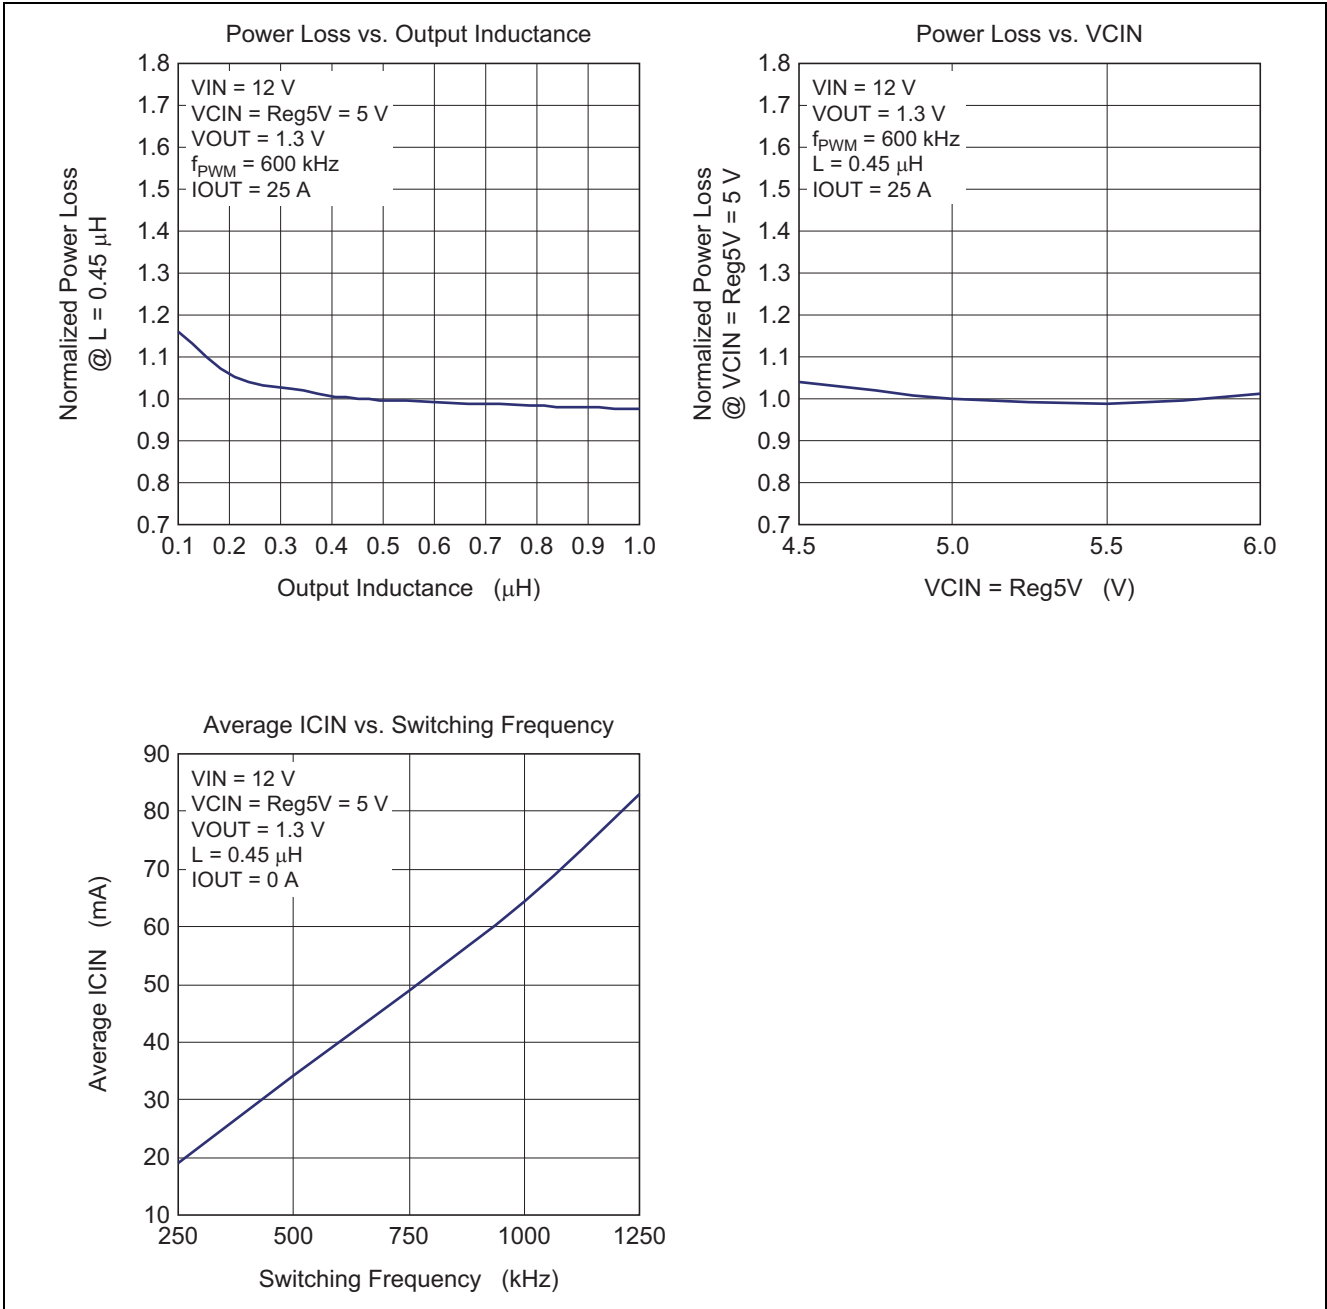 Power Loss vs. Output Inductance
1.8
1.7
1.6
1.5
1.4
1.3
1.2
1.1
1.0
0.9
0.8
0.7
VIN = 12 V
VCIN = Reg5V = 5 V
VOUT = 1.3 V
fPWM = 600 kHz
IOUT = 25 A
Normalized Power Loss
@ L = 0.45 μH
0.1 0.2 0.3 0.4 0.5 0.6 0.7 0.8 0.9 1.0
Output Inductance (μH)
Power Loss vs. VCIN
1.8
1.7
1.6
1.5
1.4
1.3
1.2
1.1
1.0
0.9
0.8
0.7
VIN = 12 V
VOUT = 1.3 V
fPWM = 600 kHz
L = 0.45 μH
IOUT = 25 A
Normalized Power Loss
@ VCIN = Reg5V = 5 V
4.5 5.0 5.5 6.0
VCIN = Reg5V (V)
Average ICIN vs. Switching Frequency
90
80
70
60
50
40
30
20
10
VIN = 12 V
VCIN = Reg5V = 5 V
VOUT = 1.3 V
L = 0.45 μH
IOUT = 0 A
Average ICIN (mA)
250 500 750 1000 1250
Switching Frequency (kHz)